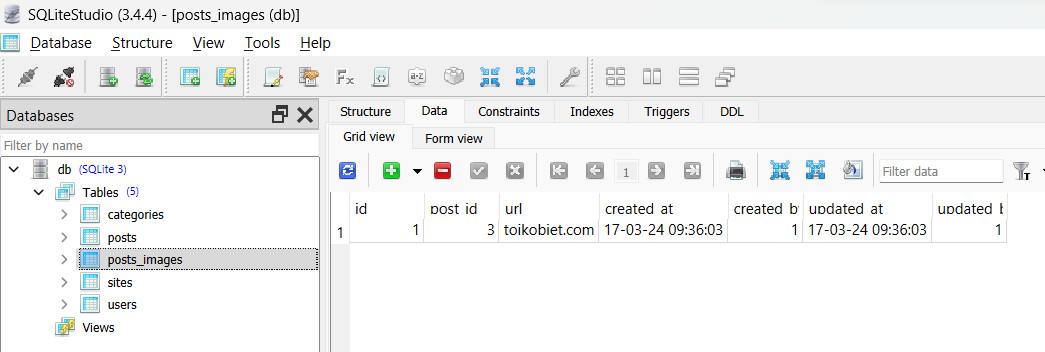 SQLiteStudio (3.4.4) - [posts_images (db)]
Database Structure View Tools Help
Databases
Filter by name
db (SQLite 3)
Tables (5)
categories
posts
posts_images
sites
users
Views
Structure Data Constraints Indexes Triggers DDL
Grid view Form view
1 Filter data
id post_id url created_at created_b updated_at updated_b
1 1 3 toikobiet.com 17-03-24 09:36:03 1 17-03-24 09:36:03 1